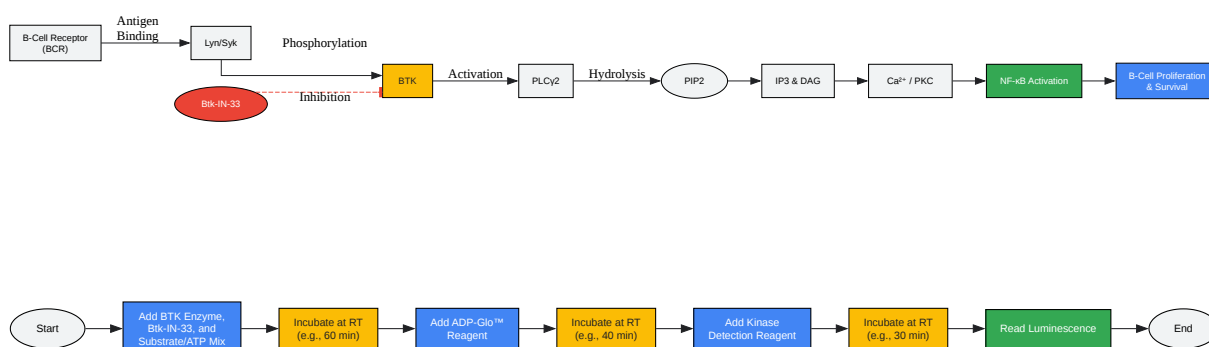 B-Cell Receptor
(BCR)
Antigen
Binding
Lyn/Syk
Phosphorylation
Btk-IN-33
Inhibition
BTK
Activation
PLCγ2
Hydrolysis
PIP2
IP3 & DAG
Ca²⁺ / PKC
NF-κB Activation
B-Cell Proliferation
& Survival
Start
Add BTK Enzyme,
Btk-IN-33, and
Substrate/ATP Mix
Incubate at RT
(e.g., 60 min)
Add ADP-Glo™
Reagent
Incubate at RT
(e.g., 40 min)
Add Kinase
Detection Reagent
Incubate at RT
(e.g., 30 min)
Read Luminescence
End